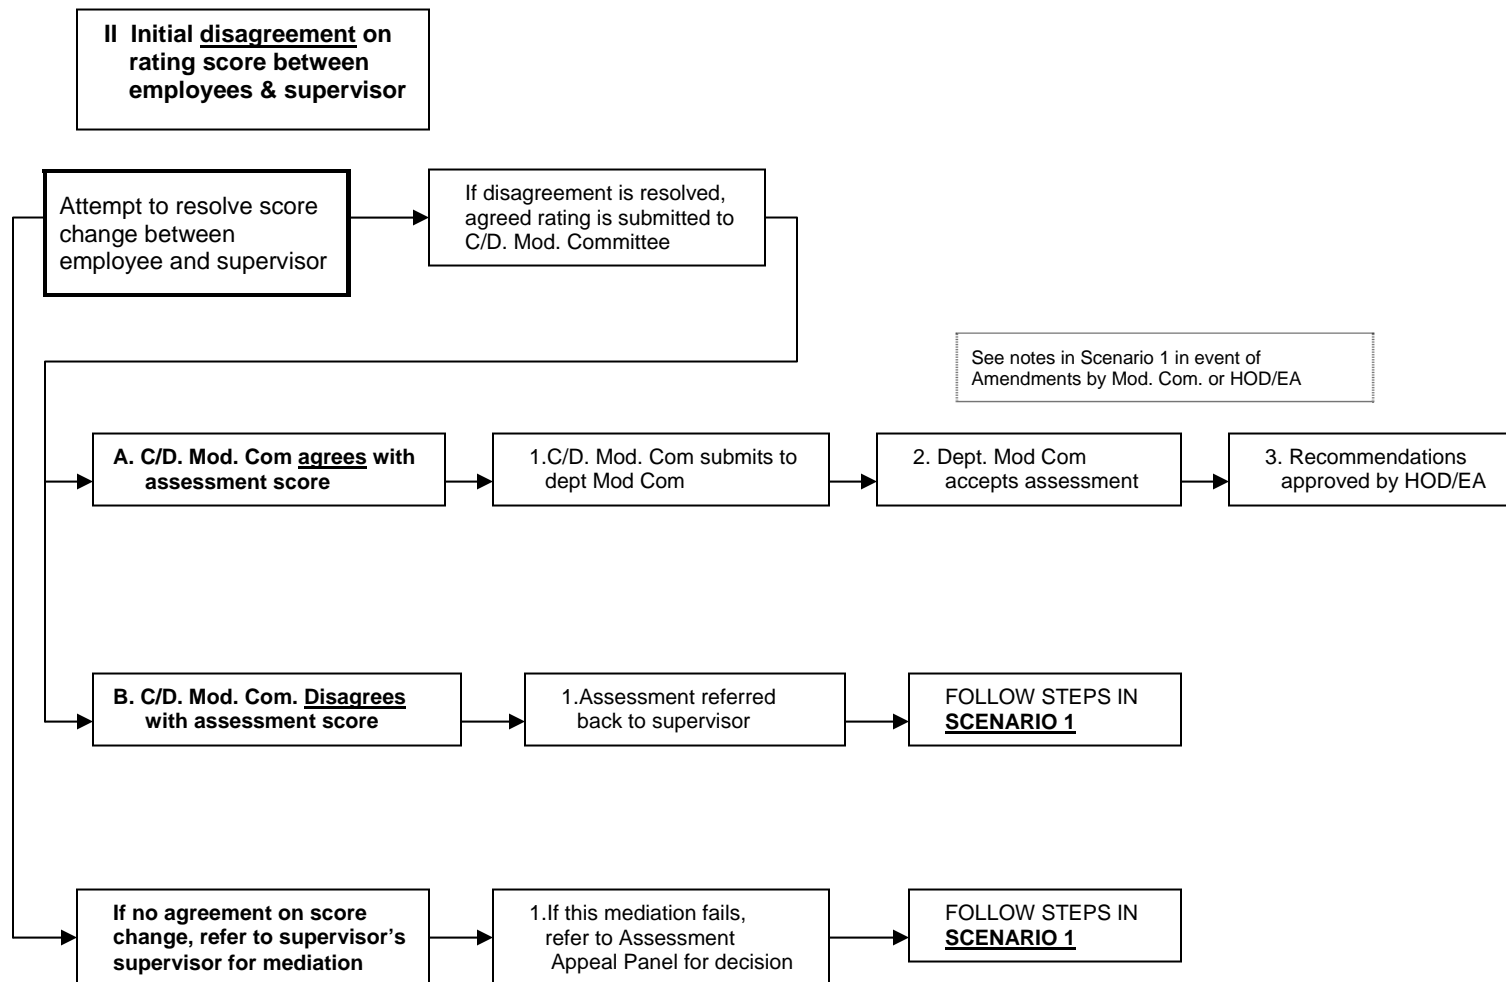 II Initial disagreement on
rating score between
employees & supervisor
Attempt to resolve score
change between
employee and supervisor
If disagreement is resolved,
agreed rating is submitted to
C/D. Mod. Committee
See notes in Scenario 1 in event of
Amendments by Mod. Com. or HOD/EA
A. C/D. Mod. Com agrees with
assessment score
1.C/D. Mod. Com submits to
dept Mod Com
2. Dept. Mod Com
accepts assessment
3. Recommendations
approved by HOD/EA
B. C/D. Mod. Com. Disagrees
with assessment score
1.Assessment referred
back to supervisor
FOLLOW STEPS IN
SCENARIO 1
If no agreement on score
change, refer to supervisor’s
supervisor for mediation
1.If this mediation fails,
refer to Assessment
Appeal Panel for decision
FOLLOW STEPS IN
SCENARIO 1